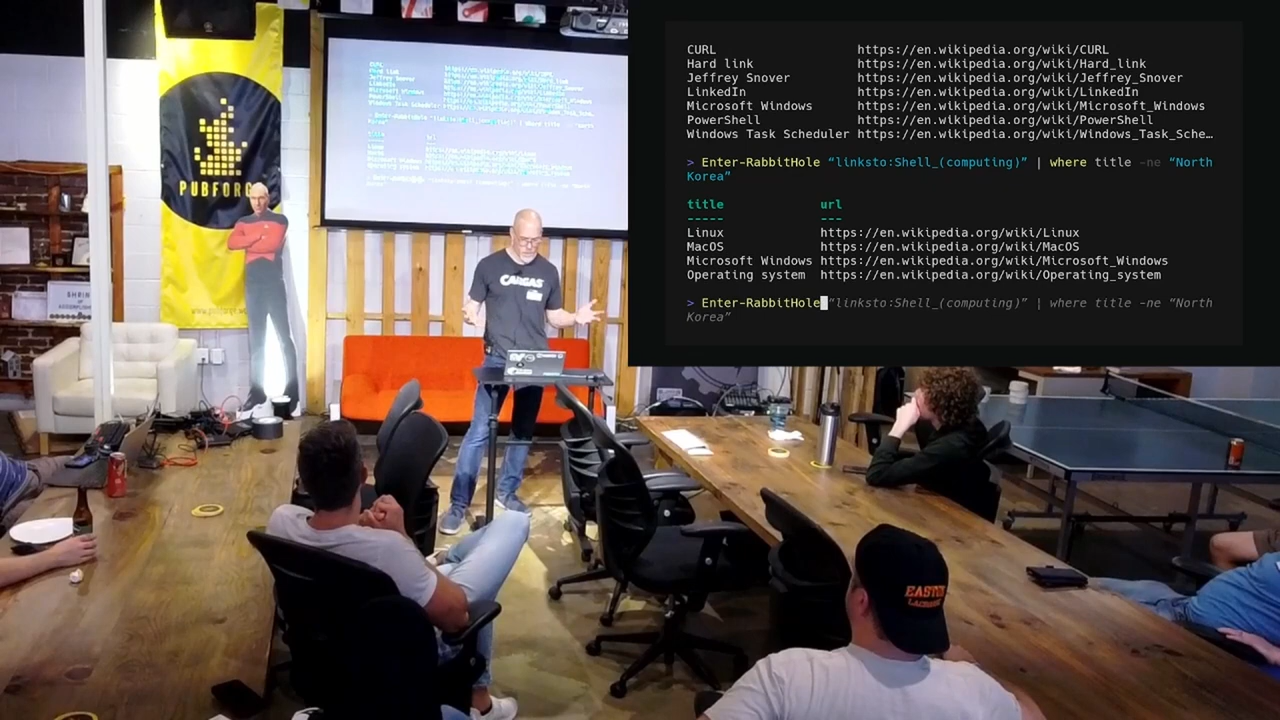 CURL https://en.wikipedia.org/wiki/CURL
Hard link https://en.wikipedia.org/wiki/Hard_link
Jeffrey Snover https://en.wikipedia.org/wiki/Jeffrey_Snover
LinkedIn https://en.wikipedia.org/wiki/LinkedIn
Microsoft Windows https://en.wikipedia.org/wiki/Microsoft_Windows
PowerShell https://en.wikipedia.org/wiki/PowerShell
Windows Task Scheduler https://en.wikipedia.org/wiki/Windows_Task_Sche…
> Enter-RabbitHole “linksto:Shell_(computing)” | where title -ne “North
Korea”
title url
----- ---
Linux https://en.wikipedia.org/wiki/Linux
MacOS https://en.wikipedia.org/wiki/MacOS
Microsoft Windows https://en.wikipedia.org/wiki/Microsoft_Windows
Operating system https://en.wikipedia.org/wiki/Operating_system
> Enter-RabbitHole “linksto:Shell_(computing)” | where title -ne “North
Korea”
PUBFORG
CARGAS
EASTON
LACROSSE